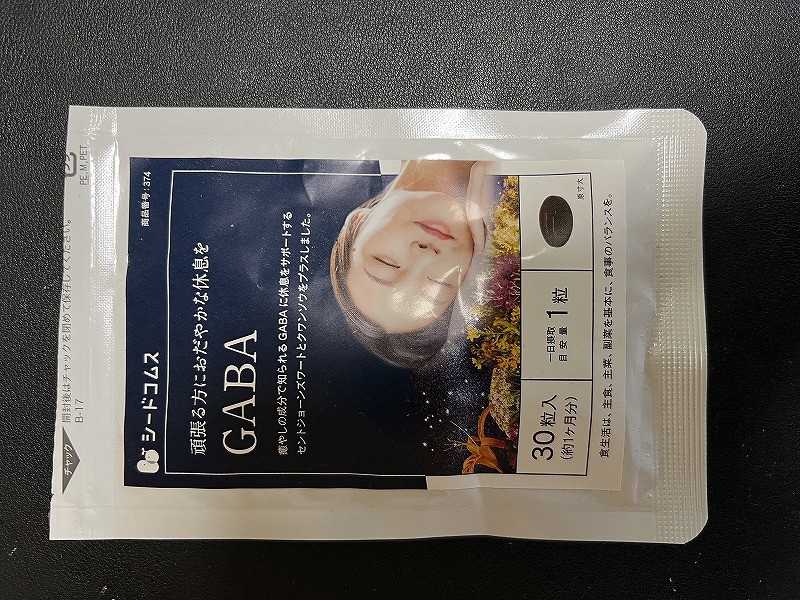 チャック
開封後はチャックを閉めて保存してください。
B-17
PE,M,PET
シードコムス
商品番号:374
頑張る方におだやかな休息を
GABA
癒やしの成分で知られるGABAに休息をサポートする
セントジョーンズワートとクワンソウをプラスしました。
30粒入
(約1ヶ月分)
一日摂取
目安量
1粒
原寸大
食生活は、主食、主菜、副菜を基本に、食事のバランスを。